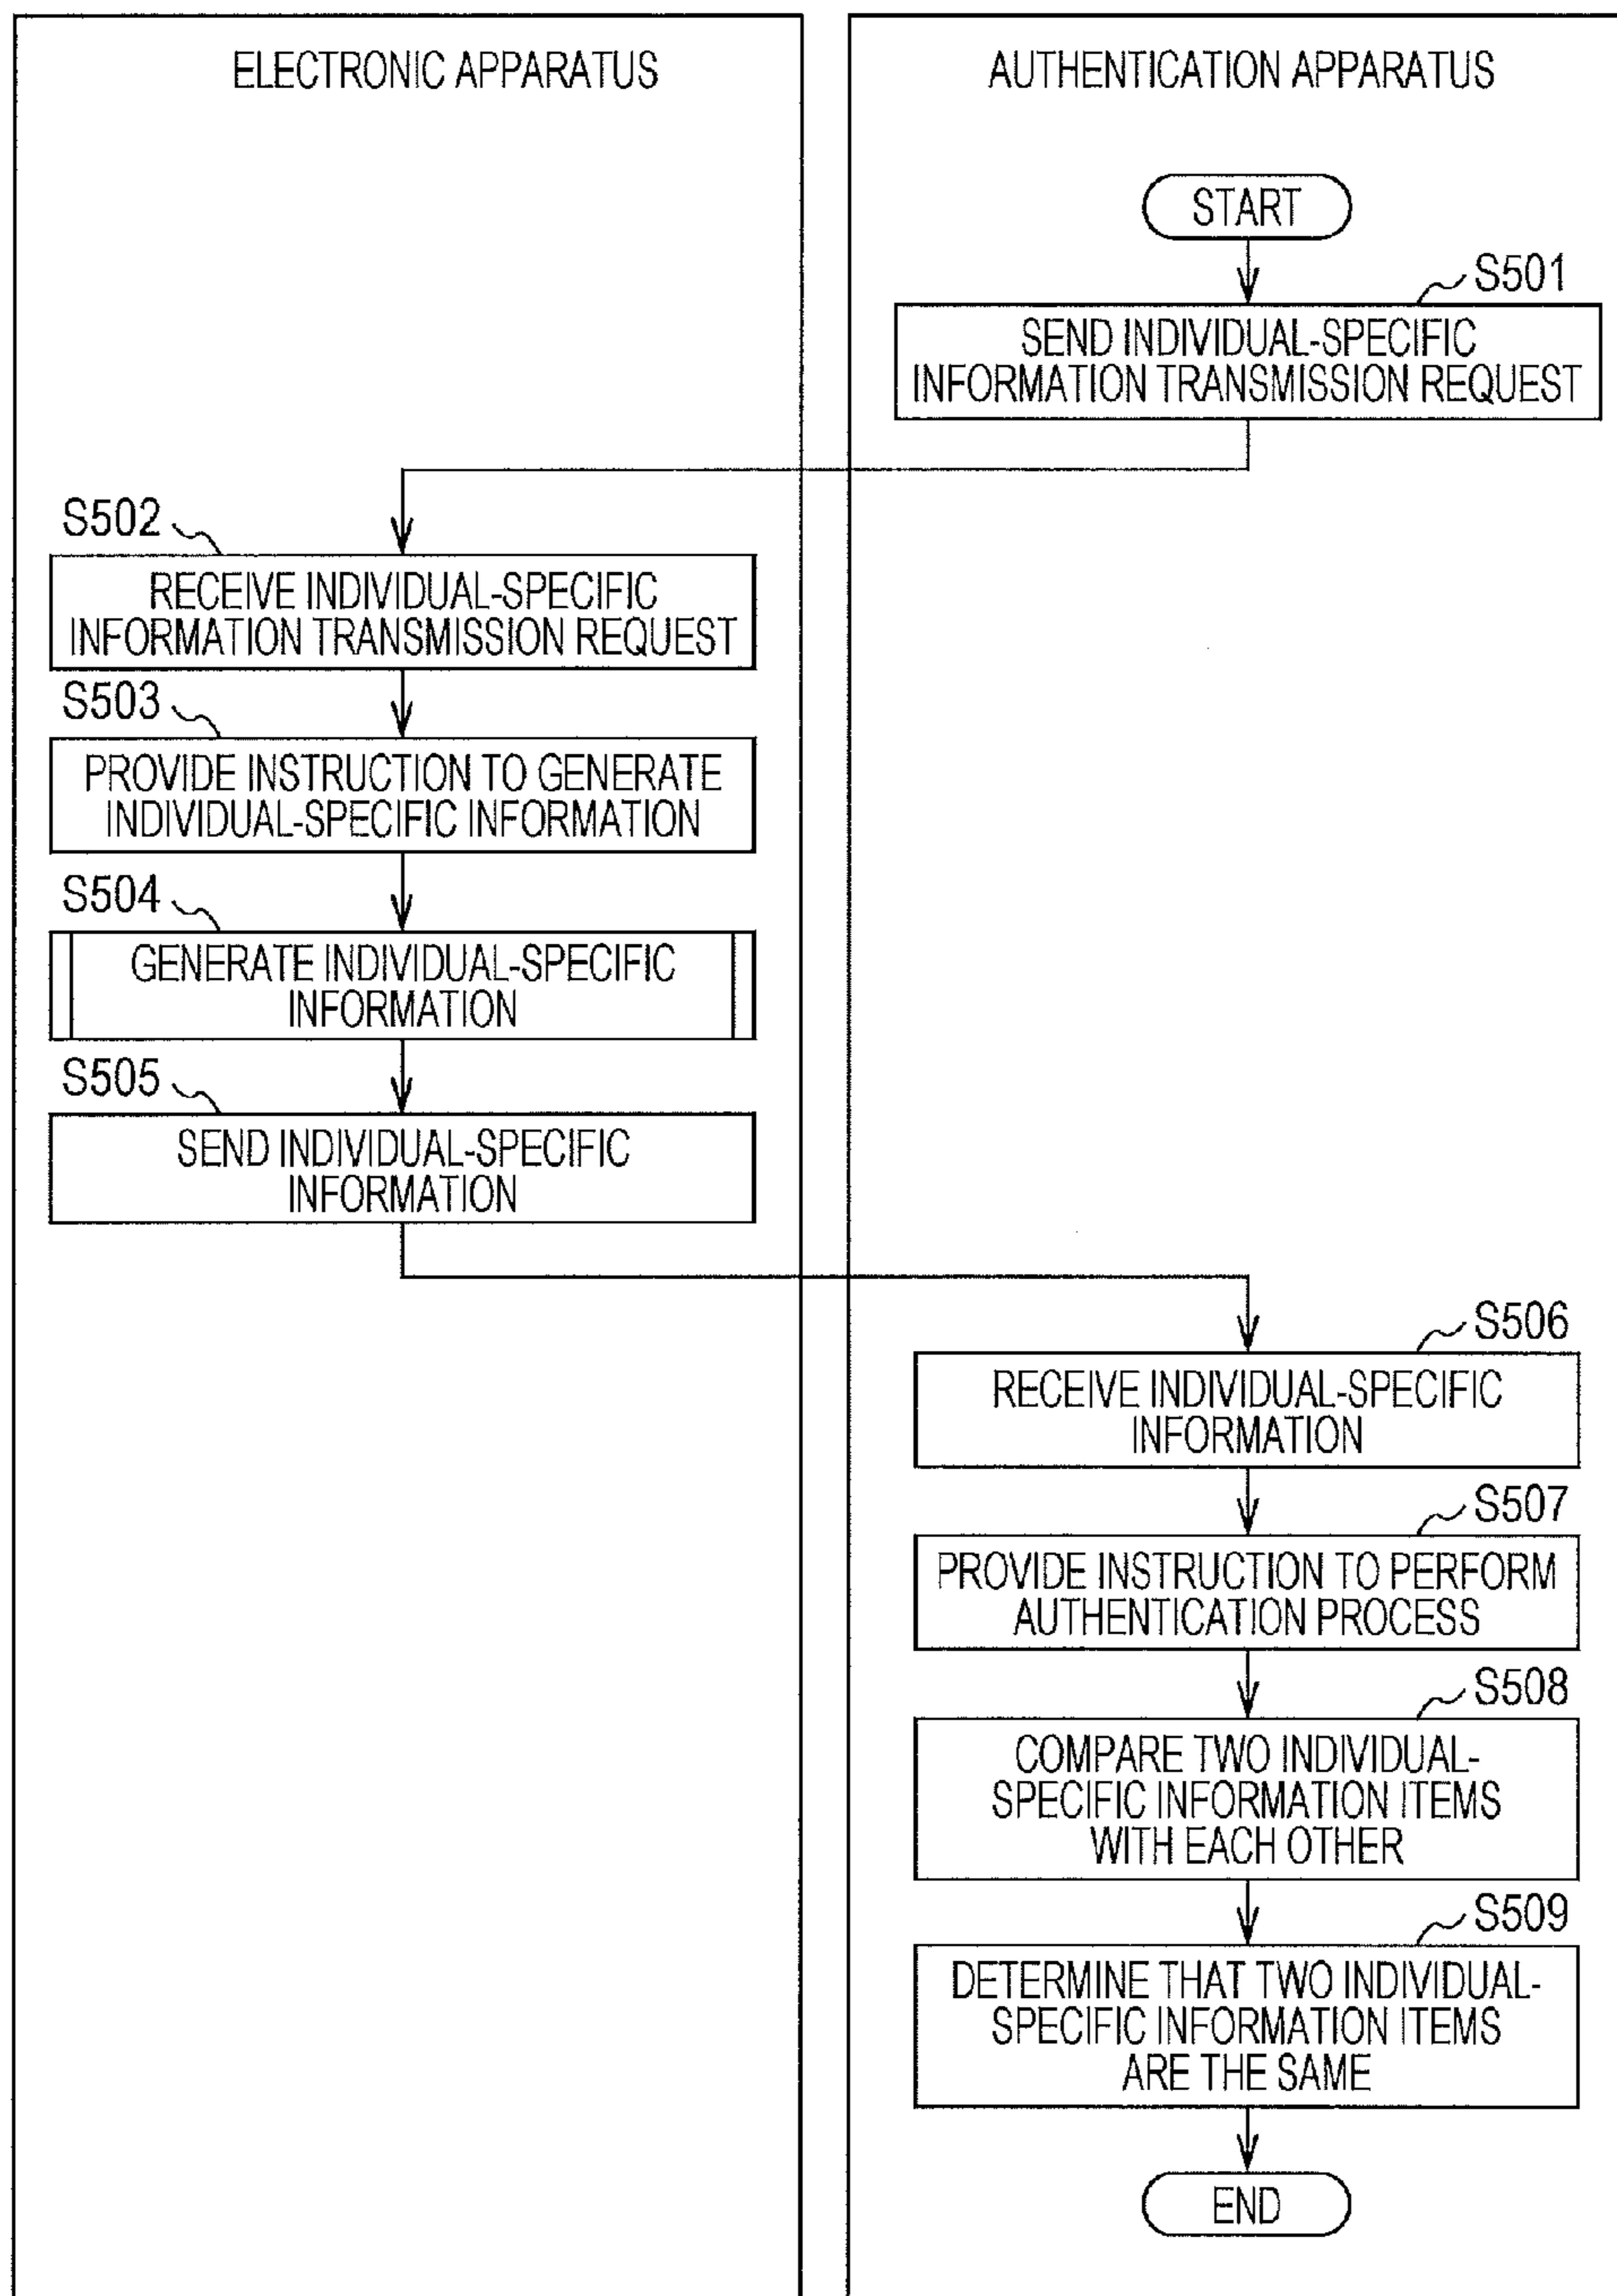 ELECTRONIC APPARATUS
AUTHENTICATION APPARATUS
START
S501
SEND INDIVIDUAL-SPECIFIC
INFORMATION TRANSMISSION REQUEST
S502
RECEIVE INDIVIDUAL-SPECIFIC
INFORMATION TRANSMISSION REQUEST
S503
PROVIDE INSTRUCTION TO GENERATE
INDIVIDUAL-SPECIFIC INFORMATION
S504
GENERATE INDIVIDUAL-SPECIFIC
INFORMATION
S505
SEND INDIVIDUAL-SPECIFIC
INFORMATION
S506
RECEIVE INDIVIDUAL-SPECIFIC
INFORMATION
S507
PROVIDE INSTRUCTION TO PERFORM
AUTHENTICATION PROCESS
S508
COMPARE TWO INDIVIDUAL-
SPECIFIC INFORMATION ITEMS
WITH EACH OTHER
S509
DETERMINE THAT TWO INDIVIDUAL-
SPECIFIC INFORMATION ITEMS
ARE THE SAME
END